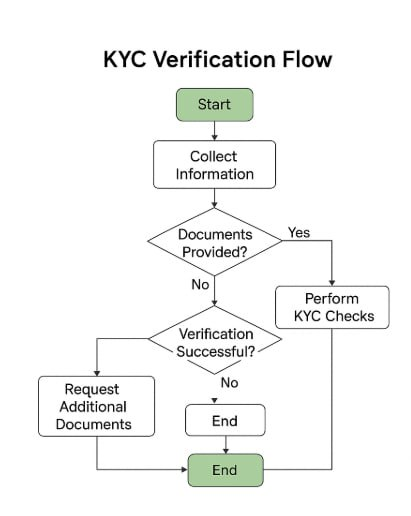 KYC Verification Flow
Start
Collect
Information
Documents
Provided?
Yes
No
Perform
KYC Checks
Verification
Successful?
No
Request
Additional
Documents
End
End